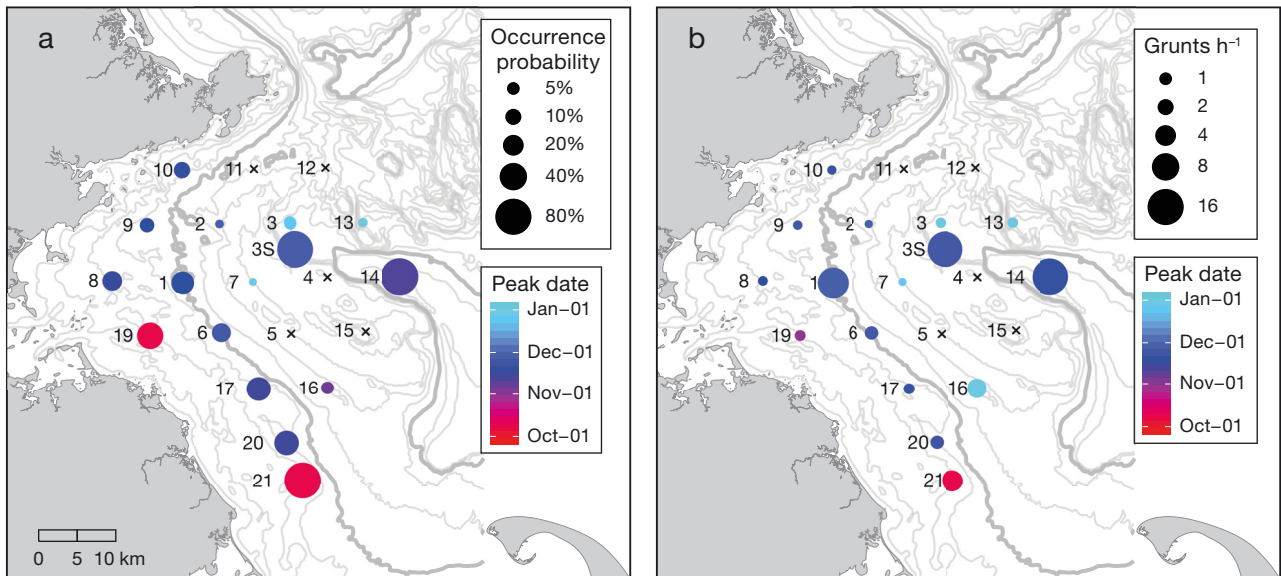 a
Occurrence
probability
5%
10%
20%
40%
80%
10
11
12
9
2
3
13
3S
8
1
7
4
14
19
6
5
15
17
16
20
21
Peak date
Jan–01
Dec–01
Nov–01
Oct–01
0 5 10 km
b
Grunts h⁻¹
1
2
4
8
16
10
11
12
9
2
3
13
3S
8
1
7
4
14
19
6
5
15
17
16
20
21
Peak date
Jan–01
Dec–01
Nov–01
Oct–01